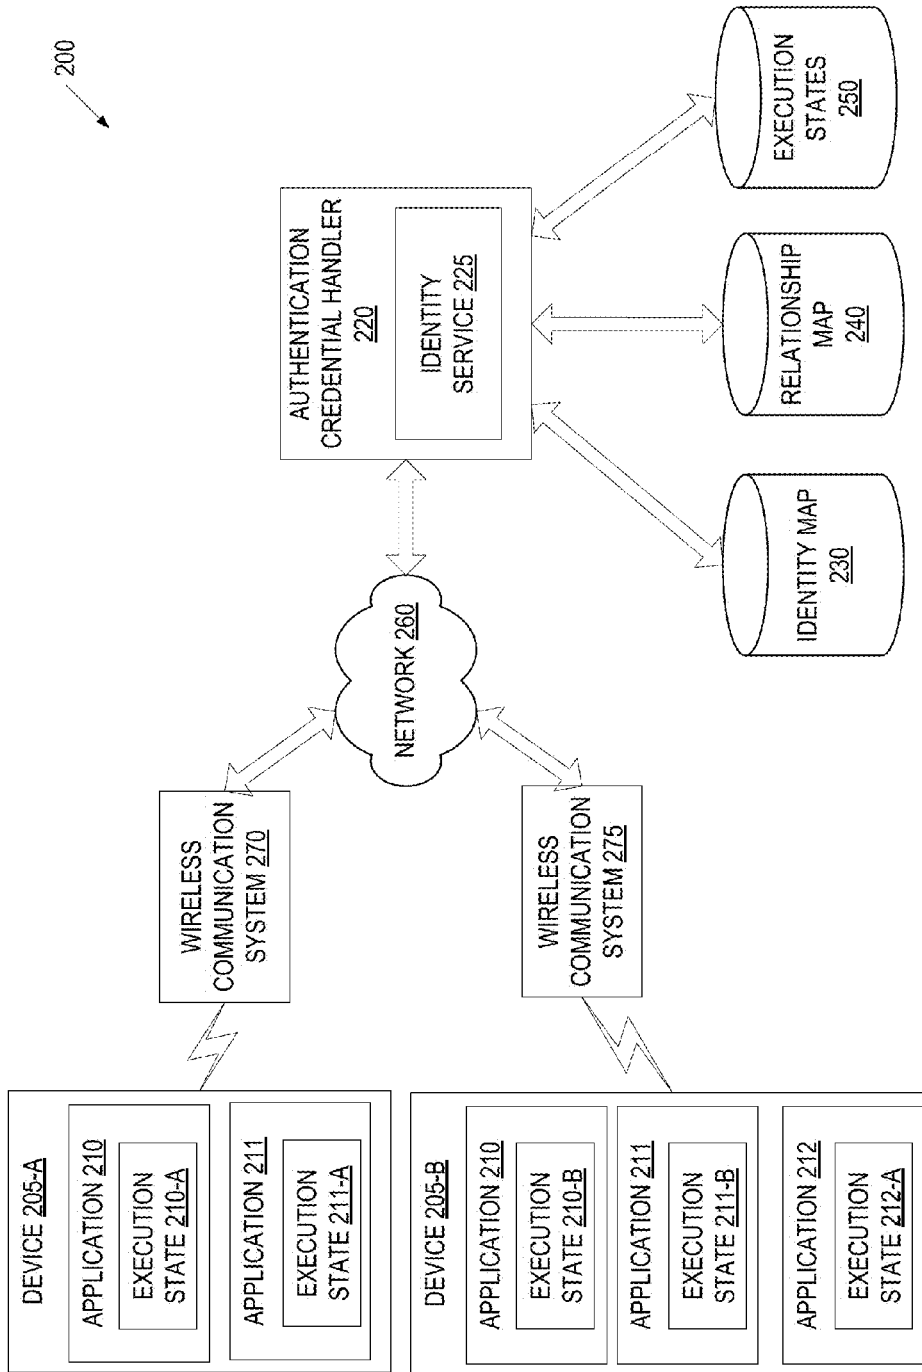 200
DEVICE 205-A
APPLICATION 210
EXECUTION
STATE 210-A
APPLICATION 211
EXECUTION
STATE 211-A
DEVICE 205-B
APPLICATION 210
EXECUTION
STATE 210-B
APPLICATION 211
EXECUTION
STATE 211-B
APPLICATION 212
EXECUTION
STATE 212-A
WIRELESS
COMMUNICATION
SYSTEM 270
WIRELESS
COMMUNICATION
SYSTEM 275
NETWORK 260
AUTHENTICATION
CREDENTIAL HANDLER
220
IDENTITY
SERVICE 225
IDENTITY MAP
230
RELATIONSHIP
MAP
240
EXECUTION
STATES
250